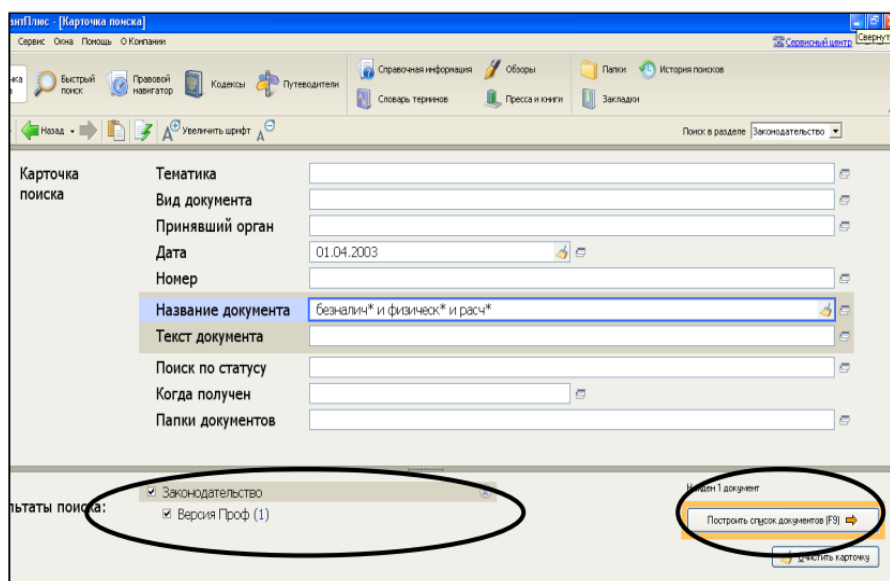 антПлюс - [Карточка поиска]
Сервис Окна Помощь О Компании
Сервисный центр
Свернут
Быстрый поиск
Правовой навигатор
Кодексы
Путеводители
Справочная информация
Обзоры
Папки
История поисков
Словарь терминов
Пресса и книги
Закладки
Назад
Увеличить шрифт
Поиск в разделе Законодательство
Карточка поиска
Тематика
Вид документа
Принявший орган
Дата 01.04.2003
Номер
Название документа безналич* и физическ* и расч*
Текст документа
Поиск по статусу
Когда получен
Папки документов
льтаты поиска:
Законодательство
Версия Проф (1)
Найден 1 документ
Построить список документов (F9)
Очистить карточку